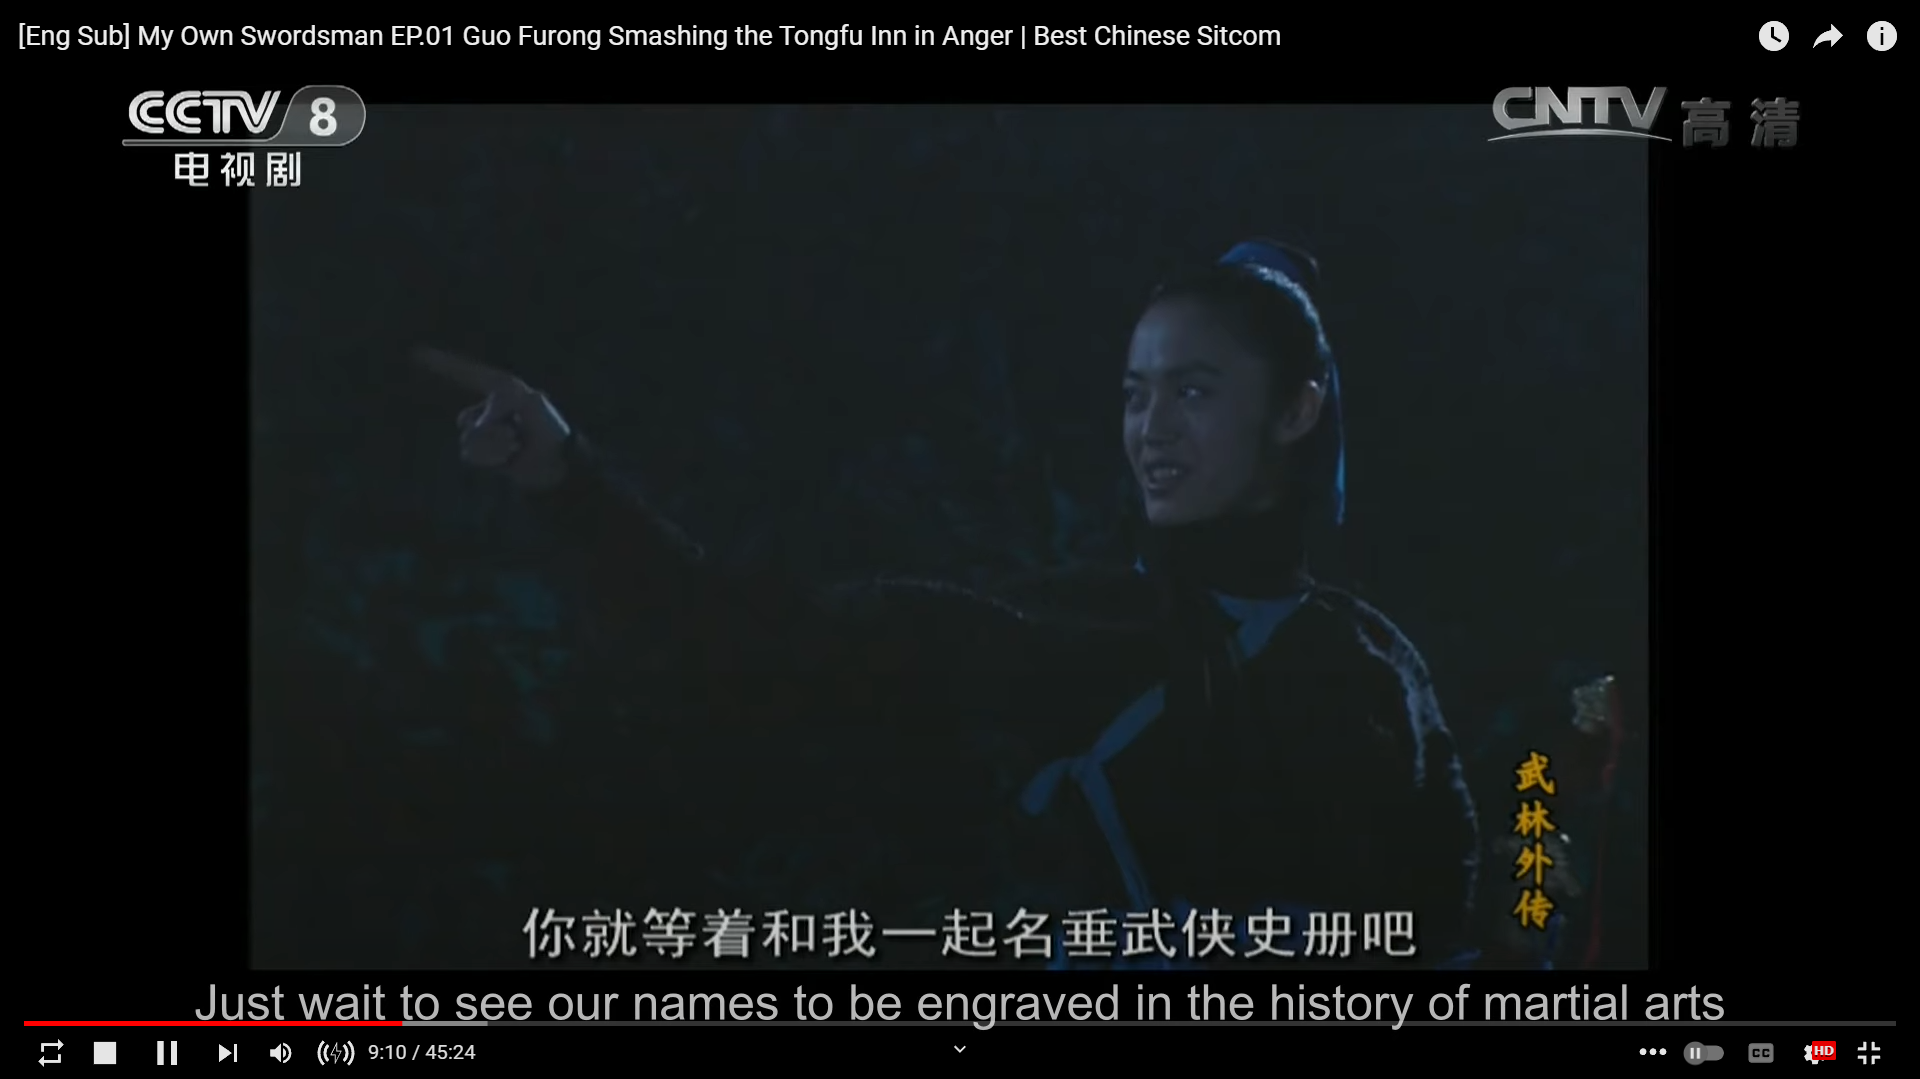 [Eng Sub] My Own Swordsman EP.01 Guo Furong Smashing the Tongfu Inn in Anger | Best Chinese Sitcom
CCTV 8
电视剧
CNTV 高清
武林外传
你就等着和我一起名垂武侠史册吧
Just wait to see our names to be engraved in the history of martial arts
9:10 / 45:24
CC
HD